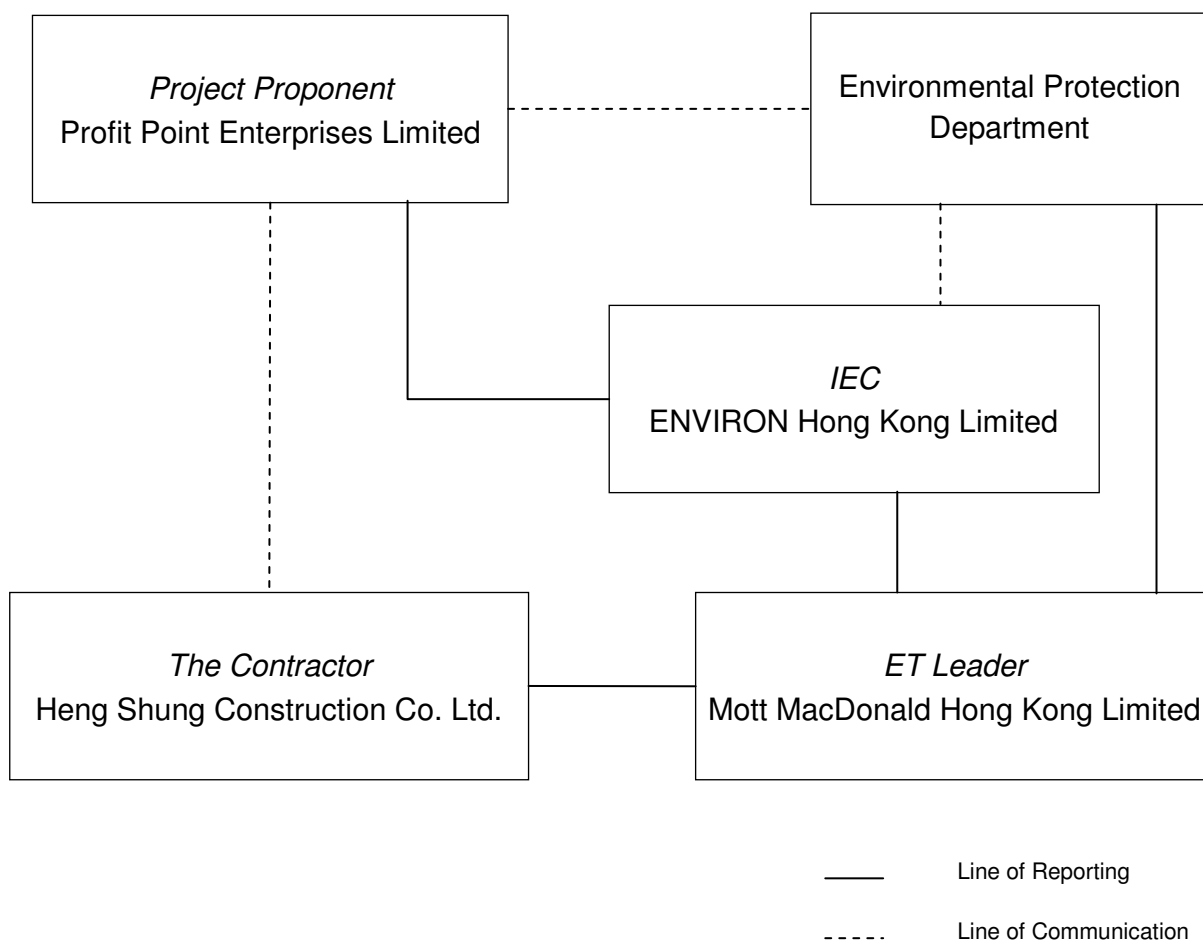 Project Proponent
Profit Point Enterprises Limited
Environmental Protection
Department
IEC
ENVIRON Hong Kong Limited
The Contractor
Heng Shung Construction Co. Ltd.
ET Leader
Mott MacDonald Hong Kong Limited
Line of Reporting
Line of Communication